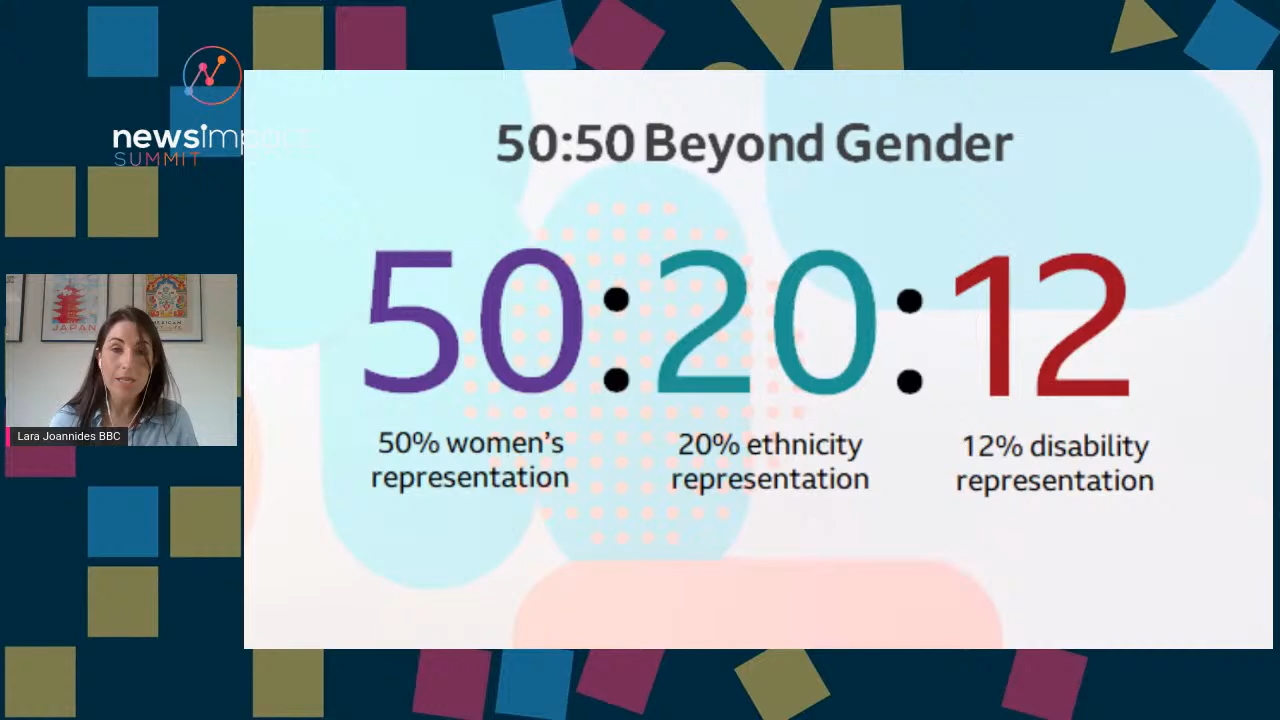 newsimpact
SUMMIT
50:50 Beyond Gender
50:20:12
50% women's
representation
20% ethnicity
representation
12% disability
representation
JAPAN
Lara Joannides BBC